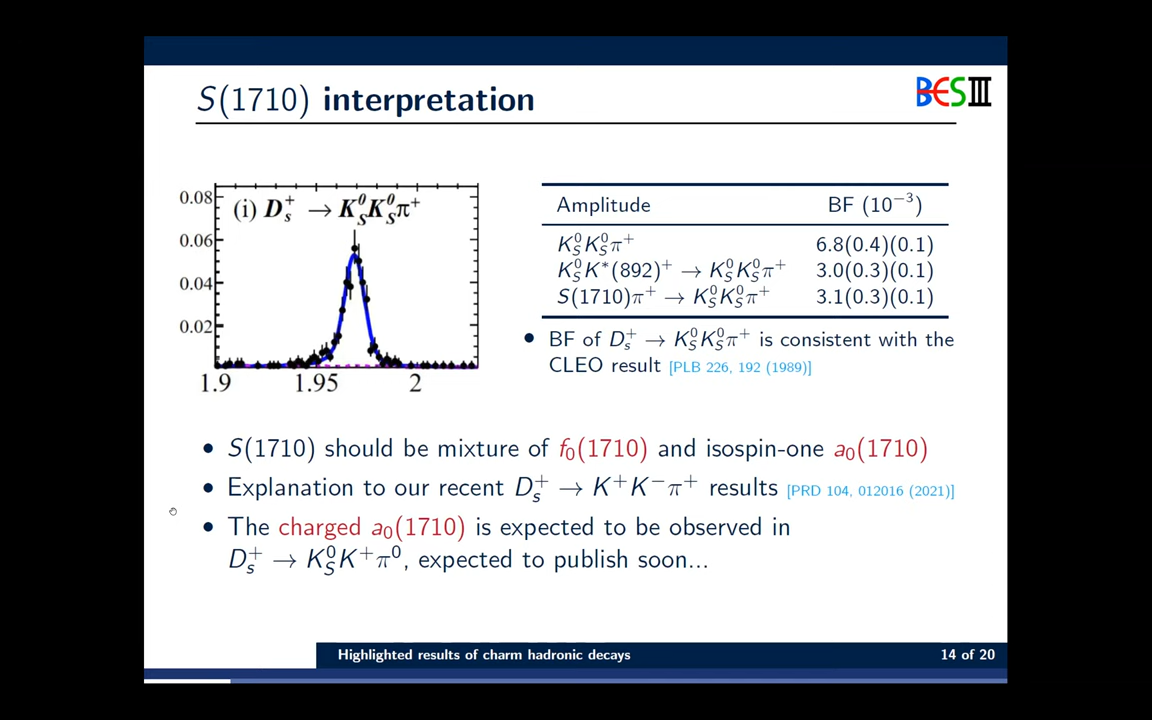 S(1710) interpretation
BESIII
0.08
(i) D_s^+ → K_S^0 K_S^0 π^+
0.06
0.04
0.02
1.9 1.95 2
Amplitude BF (10^−3)
K_S^0 K_S^0 π^+ 6.8(0.4)(0.1)
K_S^0 K*(892)^+ → K_S^0 K_S^0 π^+ 3.0(0.3)(0.1)
S(1710)π^+ → K_S^0 K_S^0 π^+ 3.1(0.3)(0.1)
• BF of D_s^+ → K_S^0 K_S^0 π^+ is consistent with the
CLEO result [PLB 226, 192 (1989)]
• S(1710) should be mixture of f_0(1710) and isospin-one a_0(1710)
• Explanation to our recent D_s^+ → K^+ K^− π^+ results [PRD 104, 012016 (2021)]
• The charged a_0(1710) is expected to be observed in
D_s^+ → K_S^0 K^+ π^0, expected to publish soon...
Highlighted results of charm hadronic decays 14 of 20